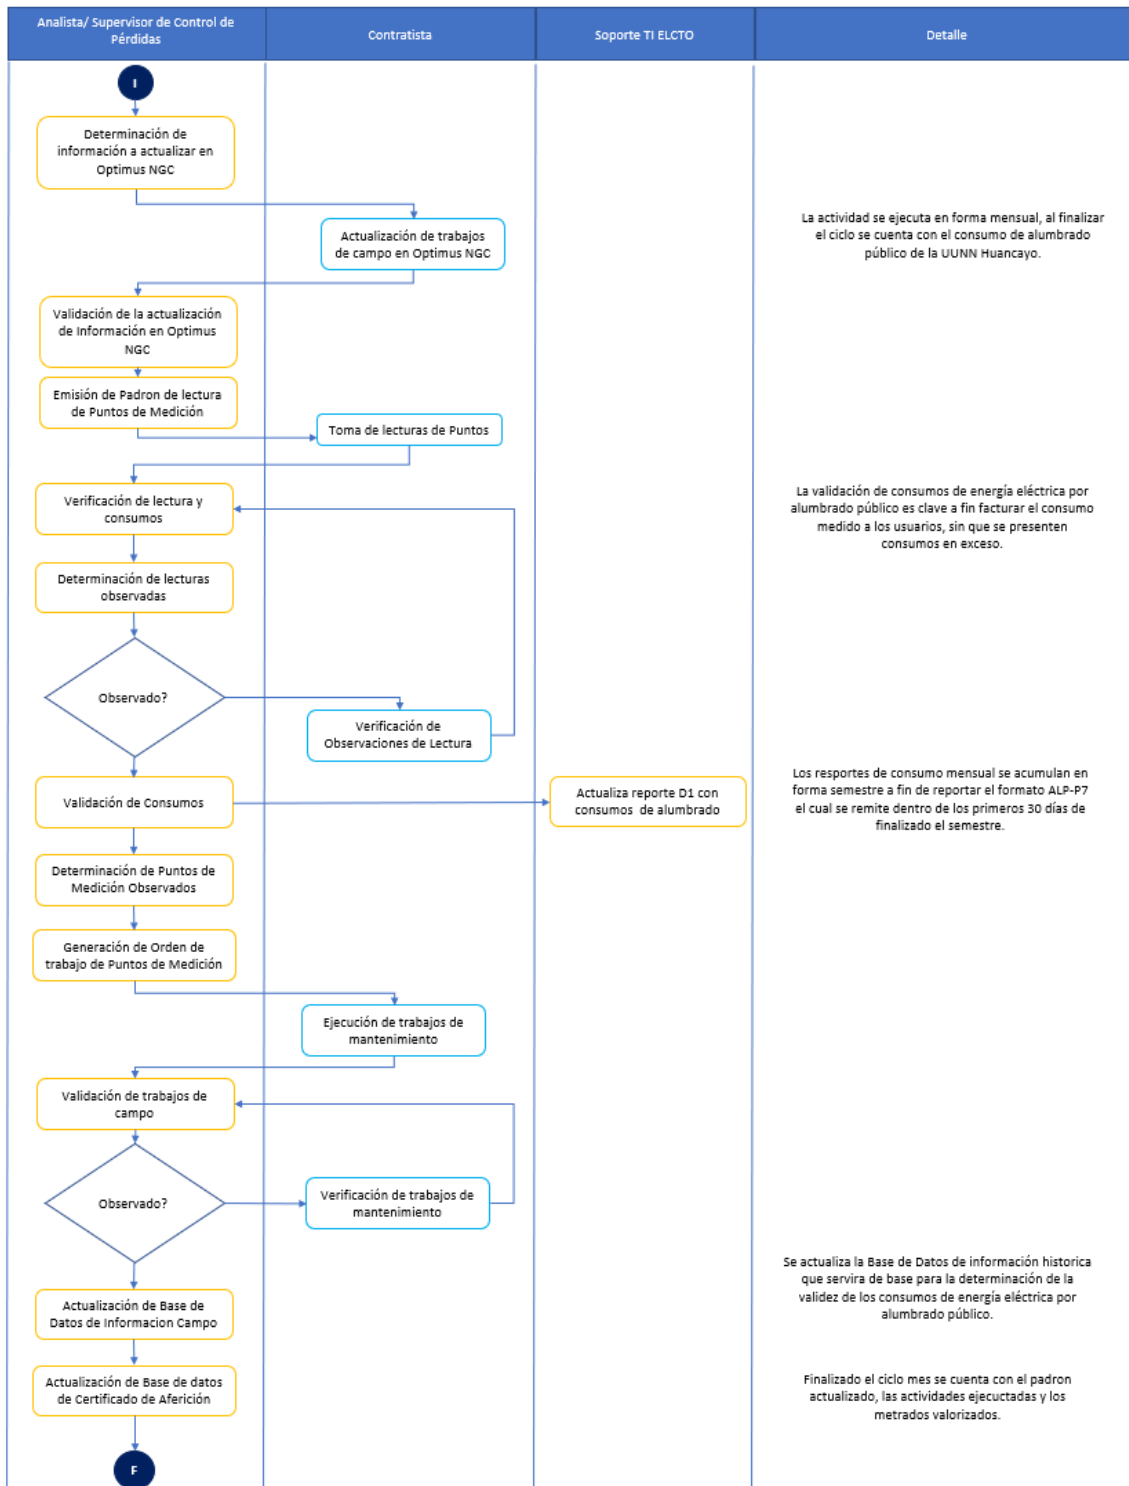 Analista/ Supervisor de Control de
Pérdidas
Contratista
Soporte TI ELCTO
Detalle
I
Determinación de
información a actualizar en
Optimus NGC
Actualización de trabajos
de campo en Optimus NGC
La actividad se ejecuta en forma mensual, al finalizar
el ciclo se cuenta con el consumo de alumbrado
público de la UUNN Huancayo.
Validación de la actualización
de Información en Optimus
NGC
Emisión de Padron de lectura
de Puntos de Medición
Toma de lecturas de Puntos
Verificación de lectura y
consumos
La validación de consumos de energía eléctrica por
alumbrado público es clave a fin facturar el consumo
medido a los usuarios, sin que se presenten
consumos en exceso.
Determinación de lecturas
observadas
Observado?
Verificación de
Observaciones de Lectura
Validación de Consumos
Actualiza reporte D1 con
consumos de alumbrado
Los resportes de consumo mensual se acumulan en
forma semestre a fin de reportar el formato ALP-P7
el cual se remite dentro de los primeros 30 días de
finalizado el semestre.
Determinación de Puntos de
Medición Observados
Generación de Orden de
trabajo de Puntos de Medición
Ejecución de trabajos de
mantenimiento
Validación de trabajos de
campo
Observado?
Verificación de trabajos de
mantenimiento
Se actualiza la Base de Datos de información historica
que servira de base para la determinación de la
validez de los consumos de energía eléctrica por
alumbrado público.
Actualización de Base de
Datos de Informacion Campo
Actualización de Base de datos
de Certificado de Aferición
Finalizado el ciclo mes se cuenta con el padron
actualizado, las actividades ejecuctadas y los
metrados valorizados.
F